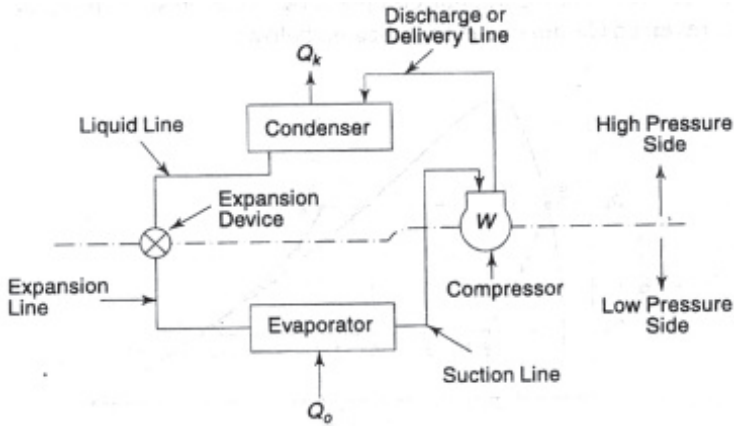 Discharge or
Delivery Line
Qk
Liquid Line
Condenser
High Pressure
Side
Expansion
Device
W
Expansion
Line
Compressor
Evaporator
Low Pressure
Side
Suction Line
Qo